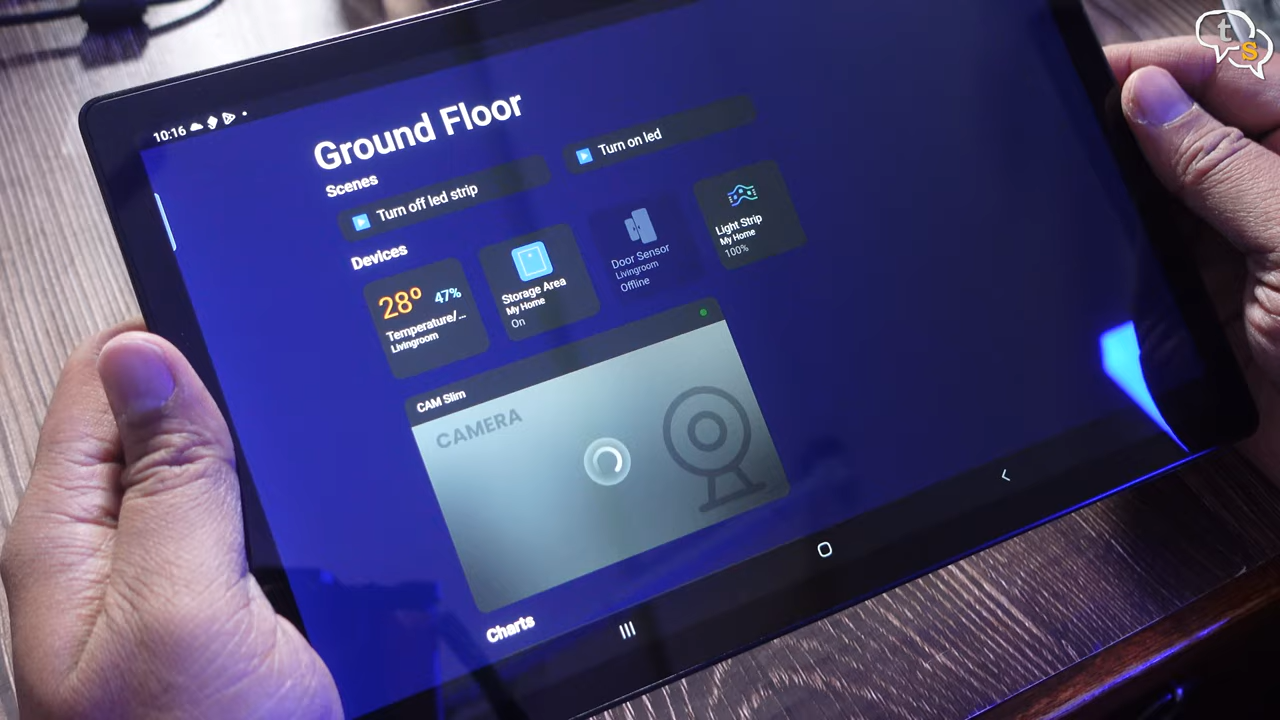 ts
10:16
Ground Floor
Scenes
Turn off led strip
Turn on led
Devices
28° 47%
Temperature/...
Livingroom
Storage Area
My Home
On
Door Sensor
Livingroom
Offline
Light Strip
My Home
100%
CAM Slim
CAMERA
Charts